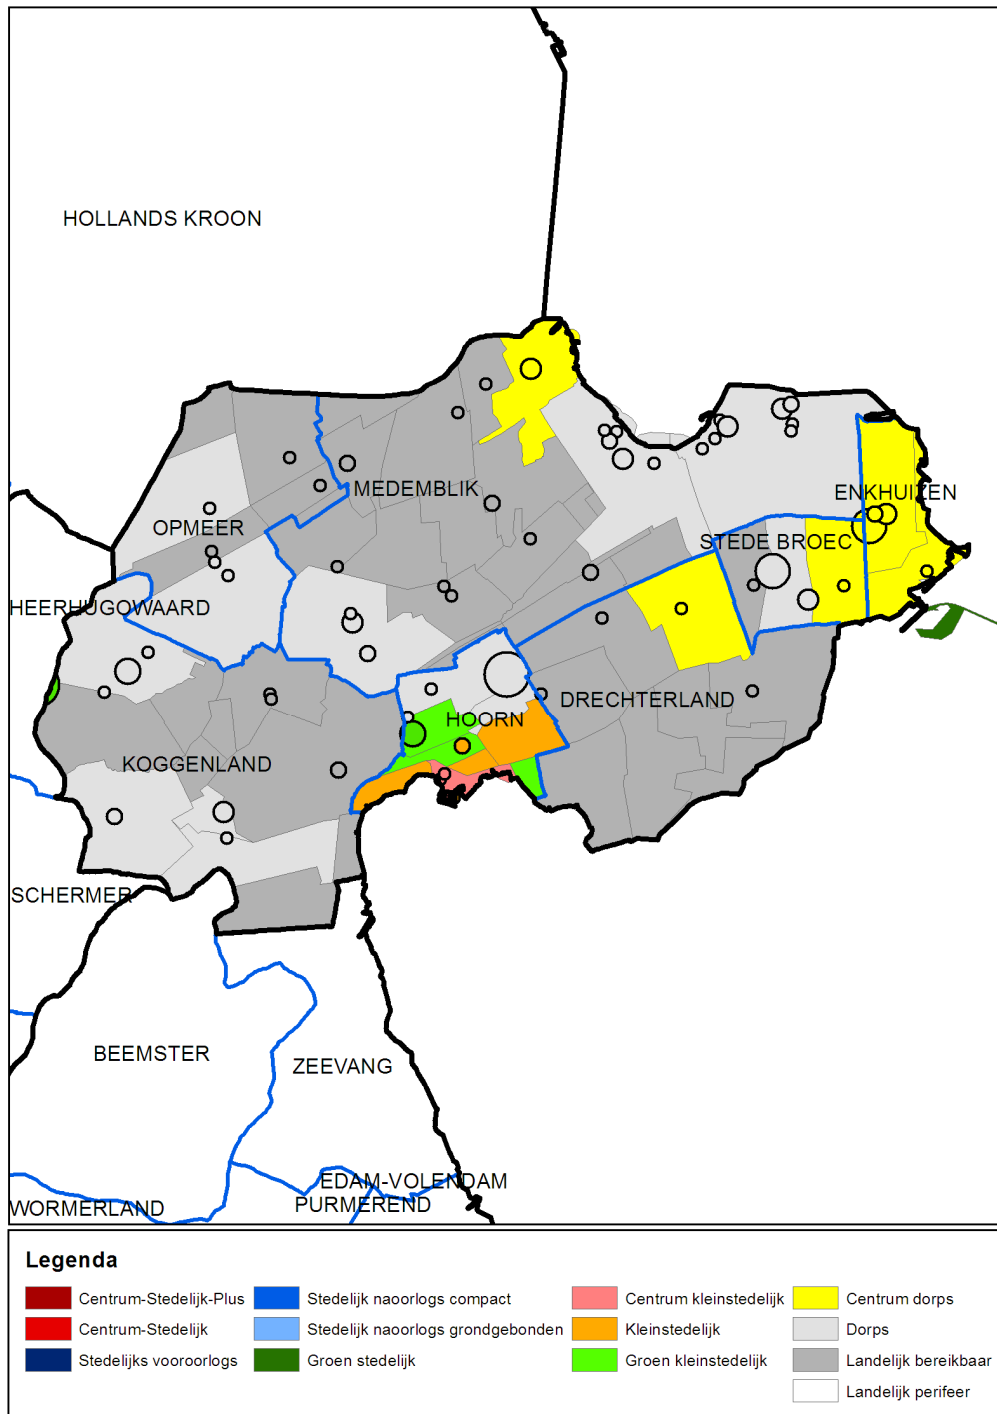 HOLLANDS KROON
MEDEMBLIK
ENKHUIZEN
OPMEER
STEDE BROEC
HEERHUGOWAARD
DRECHTERLAND
HOORN
KOGGENLAND
SCHERMER
BEEMSTER
ZEEVANG
EDAM-VOLENDAM
PURMEREND
WORMERLAND
Legenda
Centrum-Stedelijk-Plus
Centrum-Stedelijk
Stedelijks vooroorlogs
Stedelijk naoorlogs compact
Stedelijk naoorlogs grondgebonden
Groen stedelijk
Centrum kleinstedelijk
Kleinstedelijk
Groen kleinstedelijk
Centrum dorps
Dorps
Landelijk bereikbaar
Landelijk perifeer